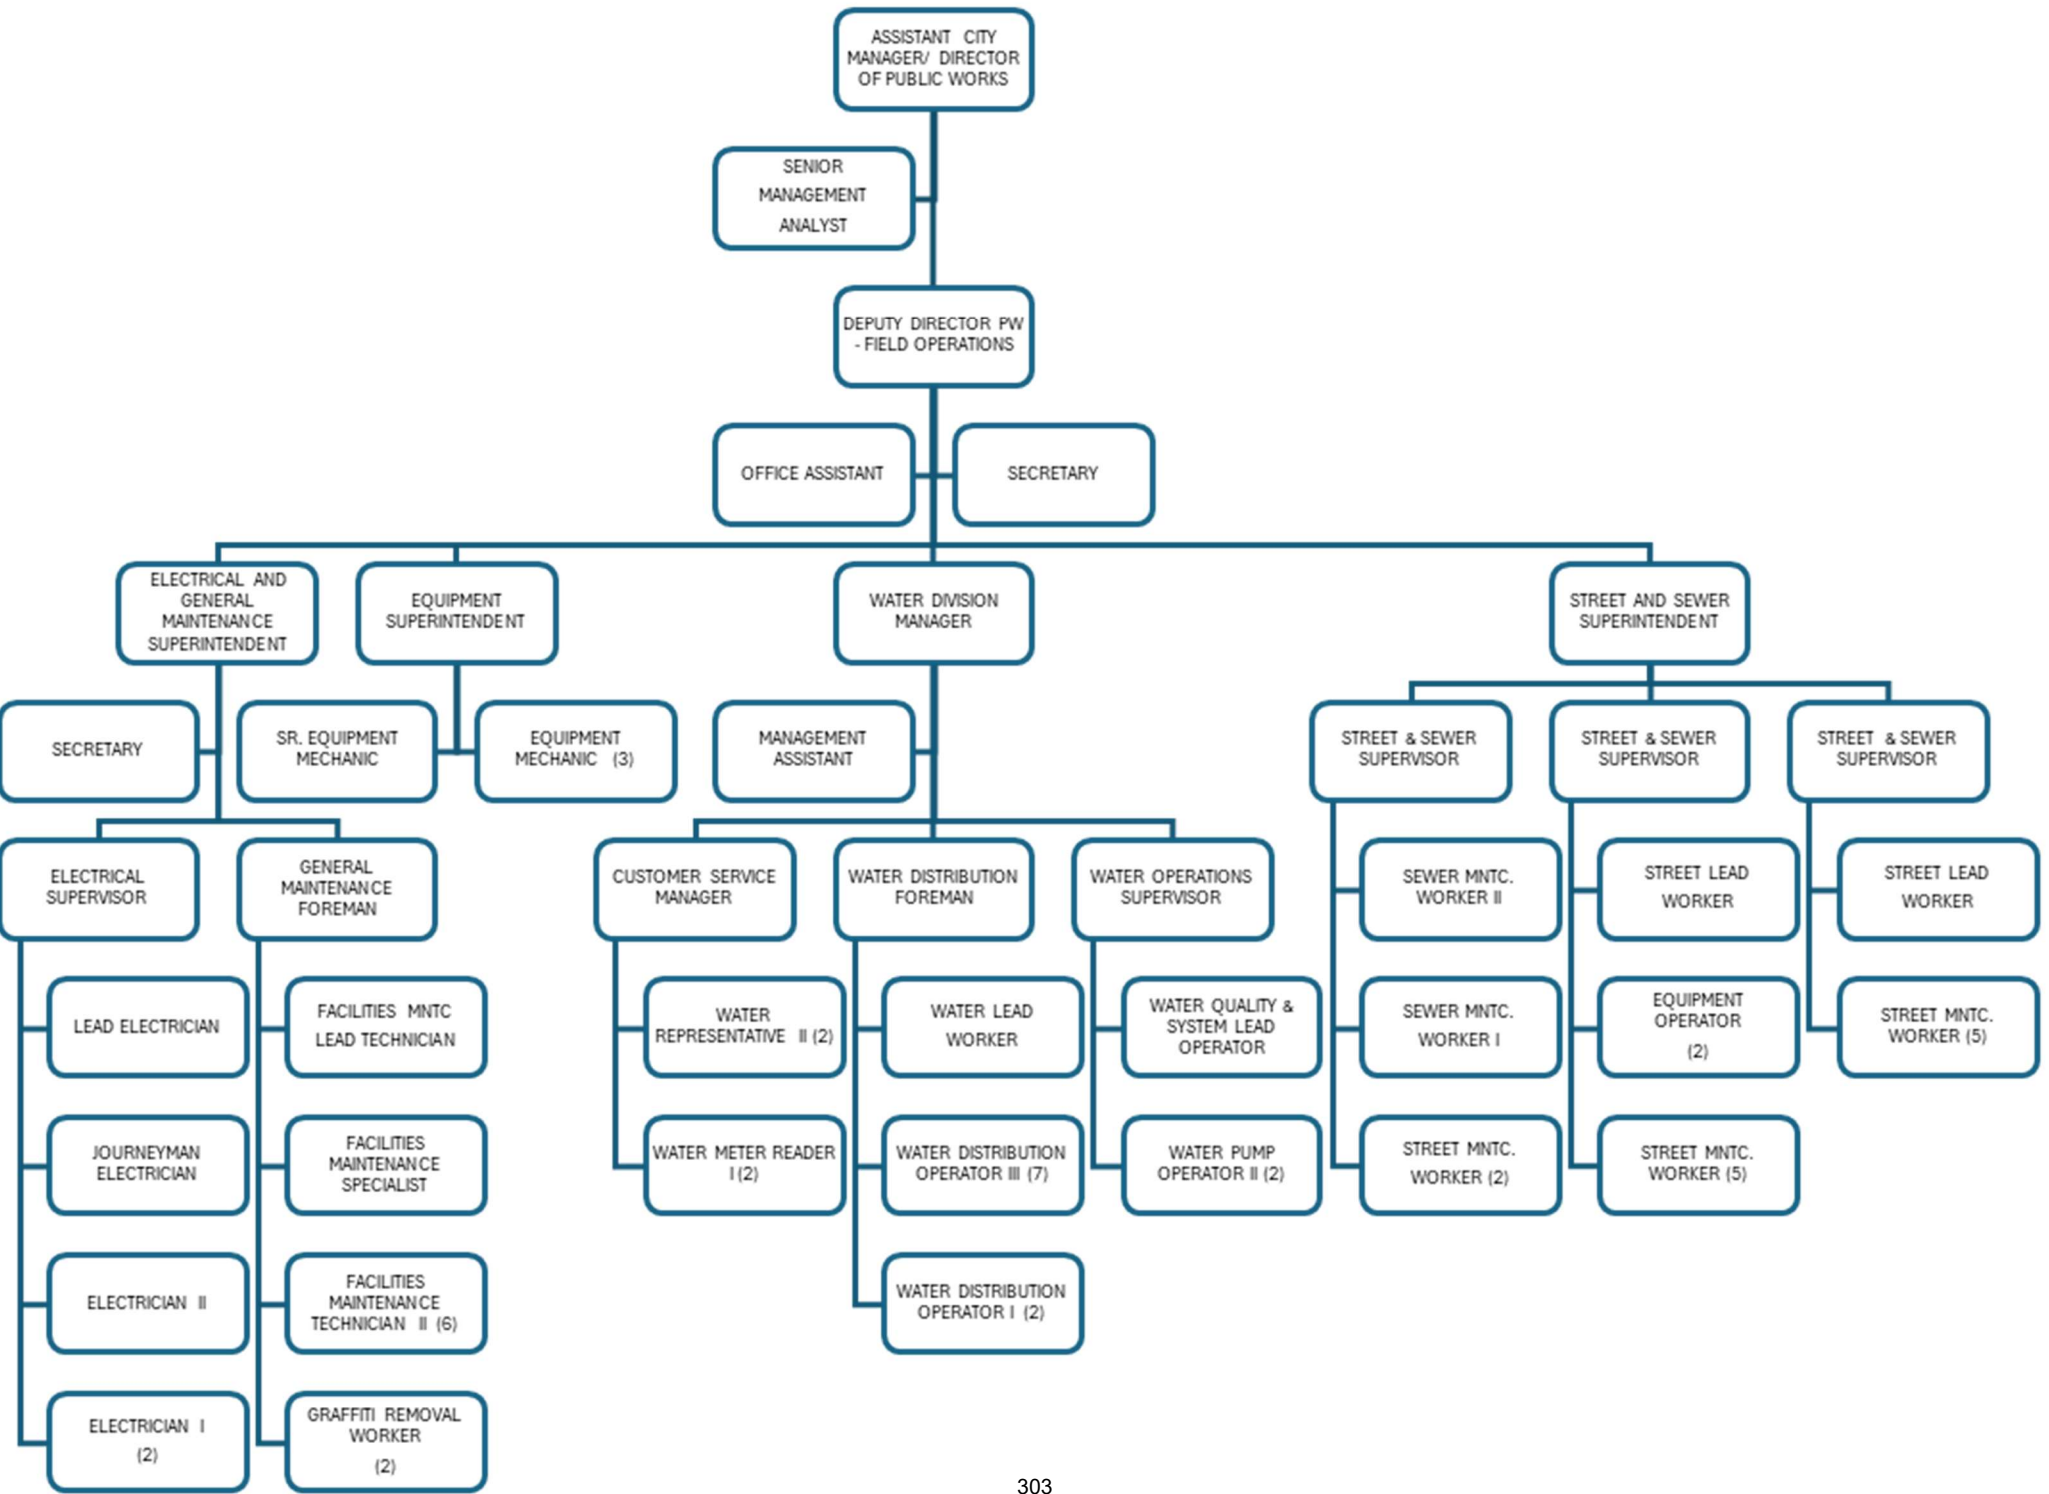 ASSISTANT CITY
MANAGER/ DIRECTOR
OF PUBLIC WORKS
SENIOR
MANAGEMENT
ANALYST
DEPUTY DIRECTOR PW
- FIELD OPERATIONS
OFFICE ASSISTANT
SECRETARY
ELECTRICAL AND
GENERAL
MAINTENANCE
SUPERINTENDENT
EQUIPMENT
SUPERINTENDENT
WATER DIVISION
MANAGER
STREET AND SEWER
SUPERINTENDENT
SECRETARY
SR. EQUIPMENT
MECHANIC
EQUIPMENT
MECHANIC (3)
MANAGEMENT
ASSISTANT
STREET & SEWER
SUPERVISOR
STREET & SEWER
SUPERVISOR
STREET & SEWER
SUPERVISOR
ELECTRICAL
SUPERVISOR
GENERAL
MAINTENANCE
FOREMAN
CUSTOMER SERVICE
MANAGER
WATER DISTRIBUTION
FOREMAN
WATER OPERATIONS
SUPERVISOR
SEWER MNTC.
WORKER II
STREET LEAD
WORKER
STREET LEAD
WORKER
LEAD ELECTRICIAN
FACILITIES MNTC
LEAD TECHNICIAN
WATER
REPRESENTATIVE II (2)
WATER LEAD
WORKER
WATER QUALITY &
SYSTEM LEAD
OPERATOR
SEWER MNTC.
WORKER I
EQUIPMENT
OPERATOR
(2)
STREET MNTC.
WORKER (5)
JOURNEYMAN
ELECTRICIAN
FACILITIES
MAINTENANCE
SPECIALIST
WATER METER READER
I (2)
WATER DISTRIBUTION
OPERATOR III (7)
WATER PUMP
OPERATOR II (2)
STREET MNTC.
WORKER (2)
STREET MNTC.
WORKER (5)
ELECTRICIAN II
FACILITIES
MAINTENANCE
TECHNICIAN II (6)
WATER DISTRIBUTION
OPERATOR I (2)
ELECTRICIAN I
(2)
GRAFFITI REMOVAL
WORKER
(2)
303